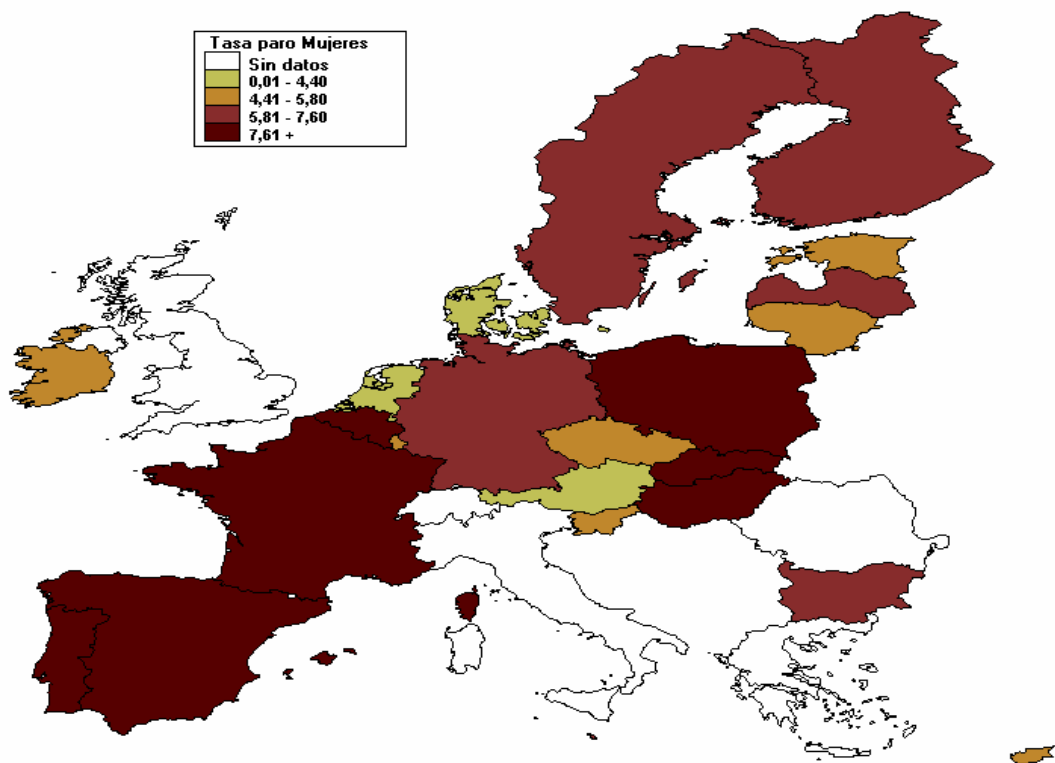 Tasa paro Mujeres
Sin datos
0,01 - 4,40
4,41 - 5,80
5,81 - 7,60
7,61 +